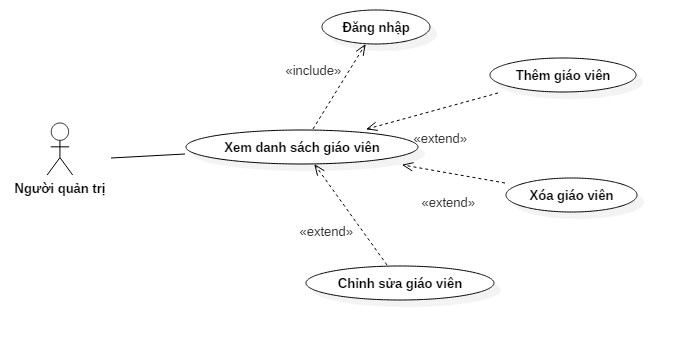 Đăng nhập
«include»
Thêm giáo viên
«extend»
Xem danh sách giáo viên
Người quản trị
Xóa giáo viên
«extend»
«extend»
Chỉnh sửa giáo viên